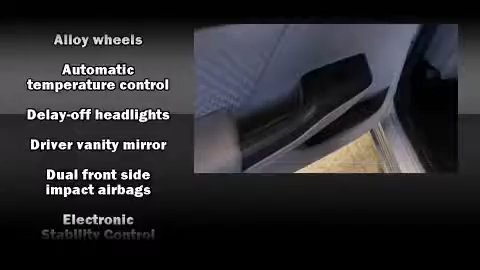 Alloy wheels
Automatic
temperature control
Delay-off headlights
Driver vanity mirror
Dual front side
impact airbags
Electronic
Stability Control